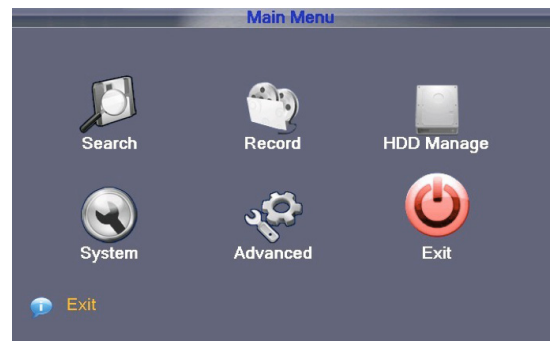 Main Menu
Search
Record
HDD Manage
System
Advanced
Exit
Exit